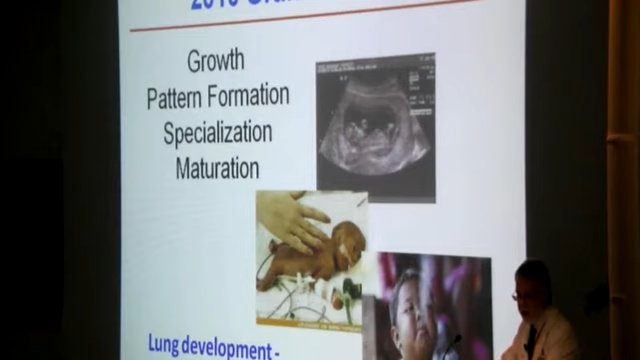 Growth
Pattern Formation
Specialization
Maturation
Lung development -